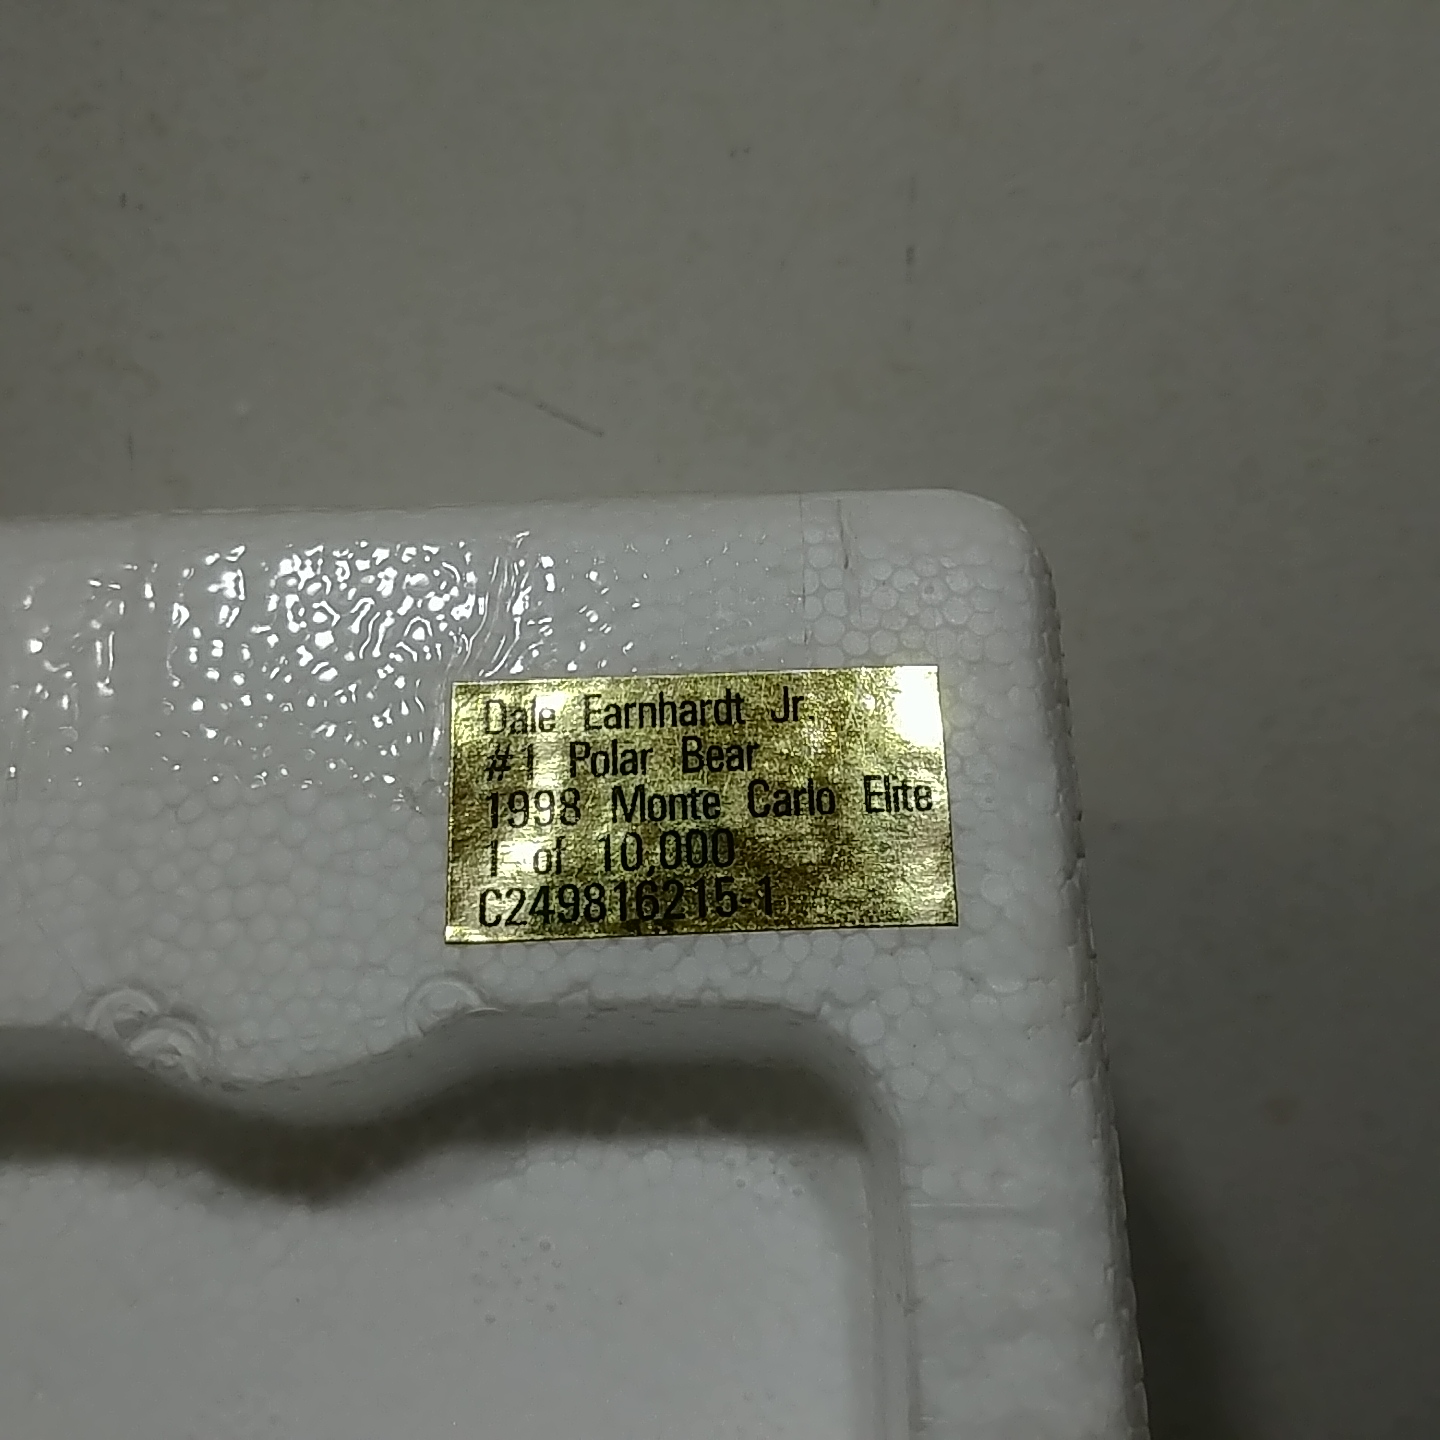 Dale Earnhardt Jr.
#1 Polar Bear
1998 Monte Carlo Elite
1 of 10,000
C249816215-1